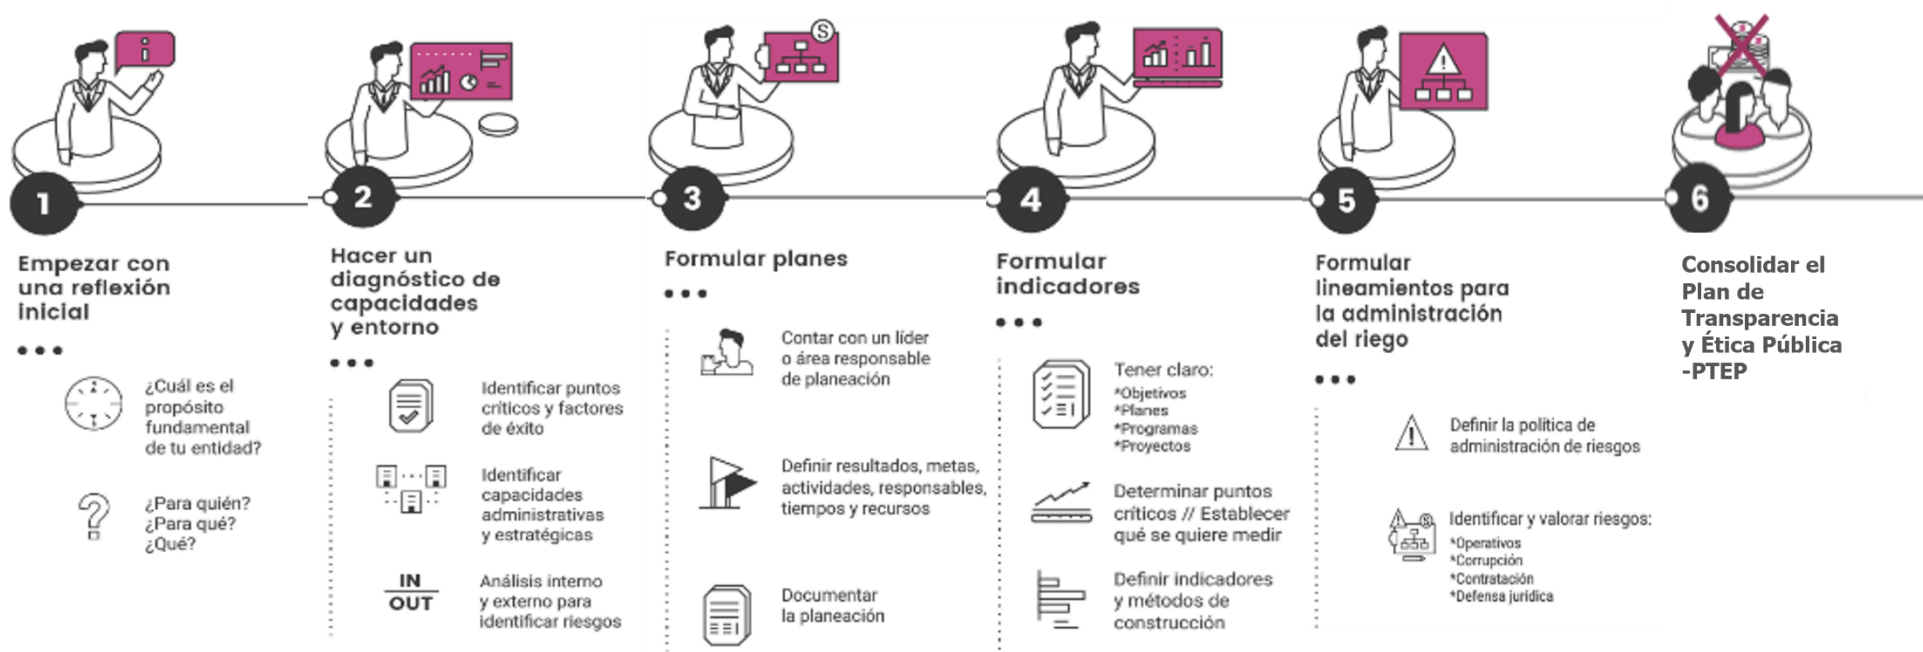 1
Empezar con
una reflexión
inicial
¿Cuál es el
propósito
fundamental
de tu entidad?
¿Para quién?
¿Para qué?
¿Qué?
2
Hacer un
diagnóstico de
capacidades
y entorno
Identificar puntos
críticos y factores
de éxito
Identificar
capacidades
administrativas
y estratégicas
IN
OUT
Análisis interno
y externo para
identificar riesgos
S
3
Formular planes
Contar con un líder
o área responsable
de planeación
Definir resultados, metas,
actividades, responsables,
tiempos y recursos
Documentar
la planeación
4
Formular
indicadores
Tener claro:
*Objetivos
*Planes
*Programas
*Proyectos
Determinar puntos
críticos // Establecer
qué se quiere medir
Definir indicadores
y métodos de
construcción
5
Formular
lineamientos para
la administración
del riego
Definir la política de
administración de riesgos
Identificar y valorar riesgos:
*Operativos
*Corrupción
*Contratación
*Defensa jurídica
6
Consolidar el
Plan de
Transparencia
y Ética Pública
-PTEP